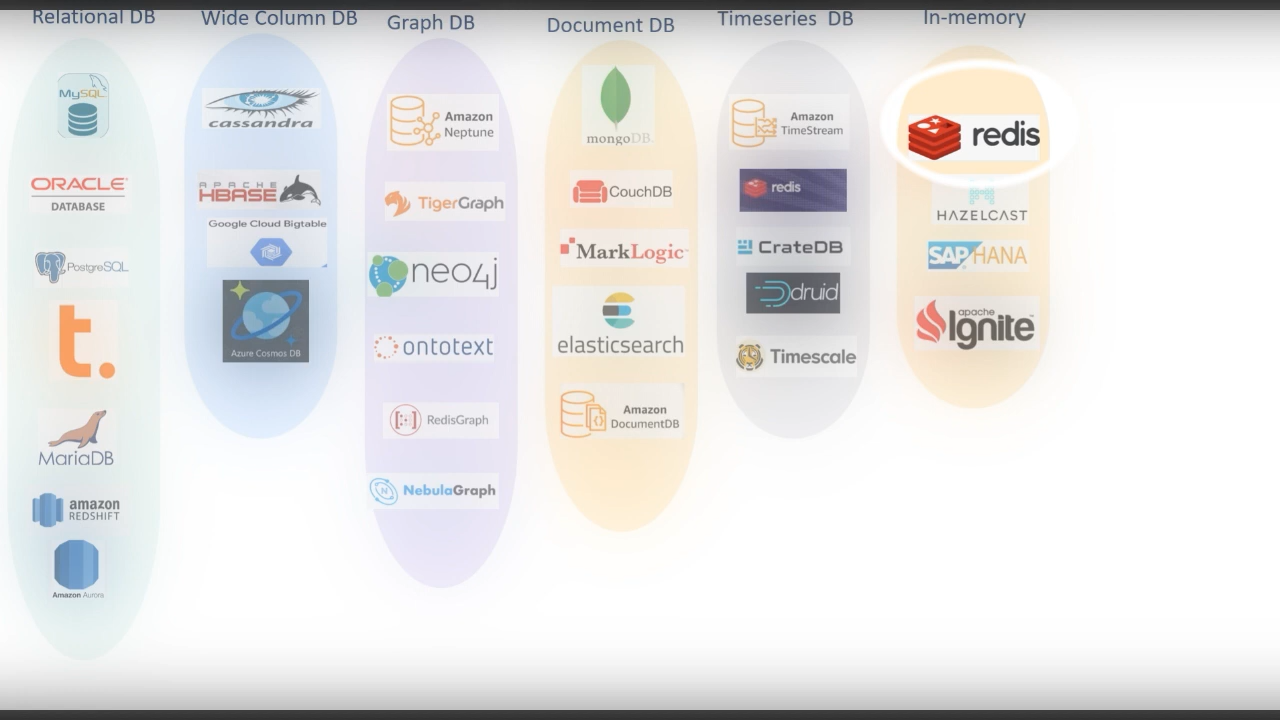 Relational DB
MySQL
ORACLE
DATABASE
PostgreSQL
t.
MariaDB
amazon
REDSHIFT
Amazon Aurora
Wide Column DB
cassandra
APACHE
HBASE
Google Cloud Bigtable
Azure Cosmos DB
Graph DB
Amazon
Neptune
TigerGraph
neo4j
ontotext
RedisGraph
N
NebulaGraph
Document DB
mongoDB
CouchDB
MarkLogic
elasticsearch
Amazon
DocumentDB
Timeseries DB
Amazon
TimeStream
redis
CrateDB
druid
Timescale
In-memory
redis
HAZELCAST
SAP HANA
apache
Ignite